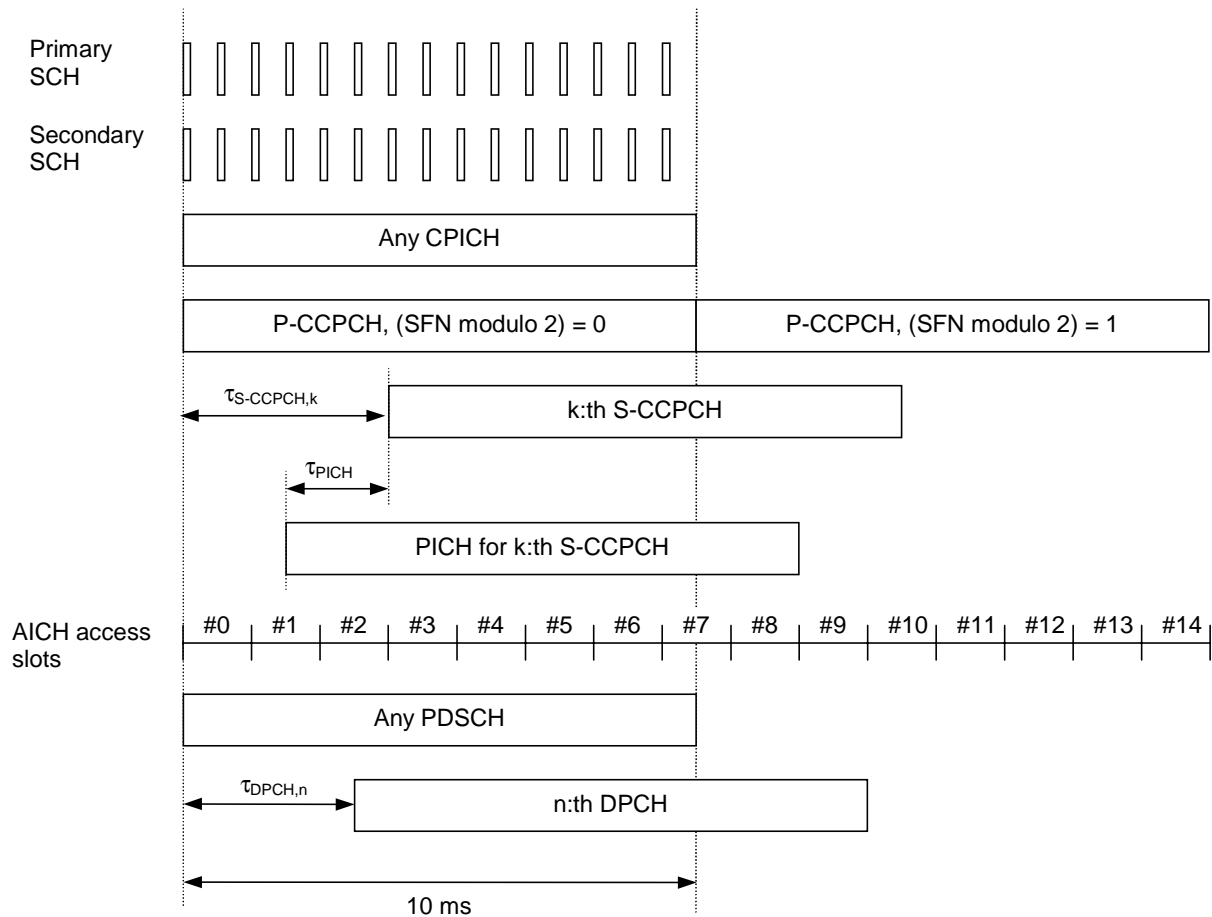 Primary
SCH
Secondary
SCH
Any CPICH
P-CCPCH, (SFN modulo 2) = 0
P-CCPCH, (SFN modulo 2) = 1
τS-CCPCH,k
k:th S-CCPCH
τPICH
PICH for k:th S-CCPCH
AICH access
slots
#0 #1 #2 #3 #4 #5 #6 #7 #8 #9 #10 #11 #12 #13 #14
Any PDSCH
τDPCH,n
n:th DPCH
10 ms